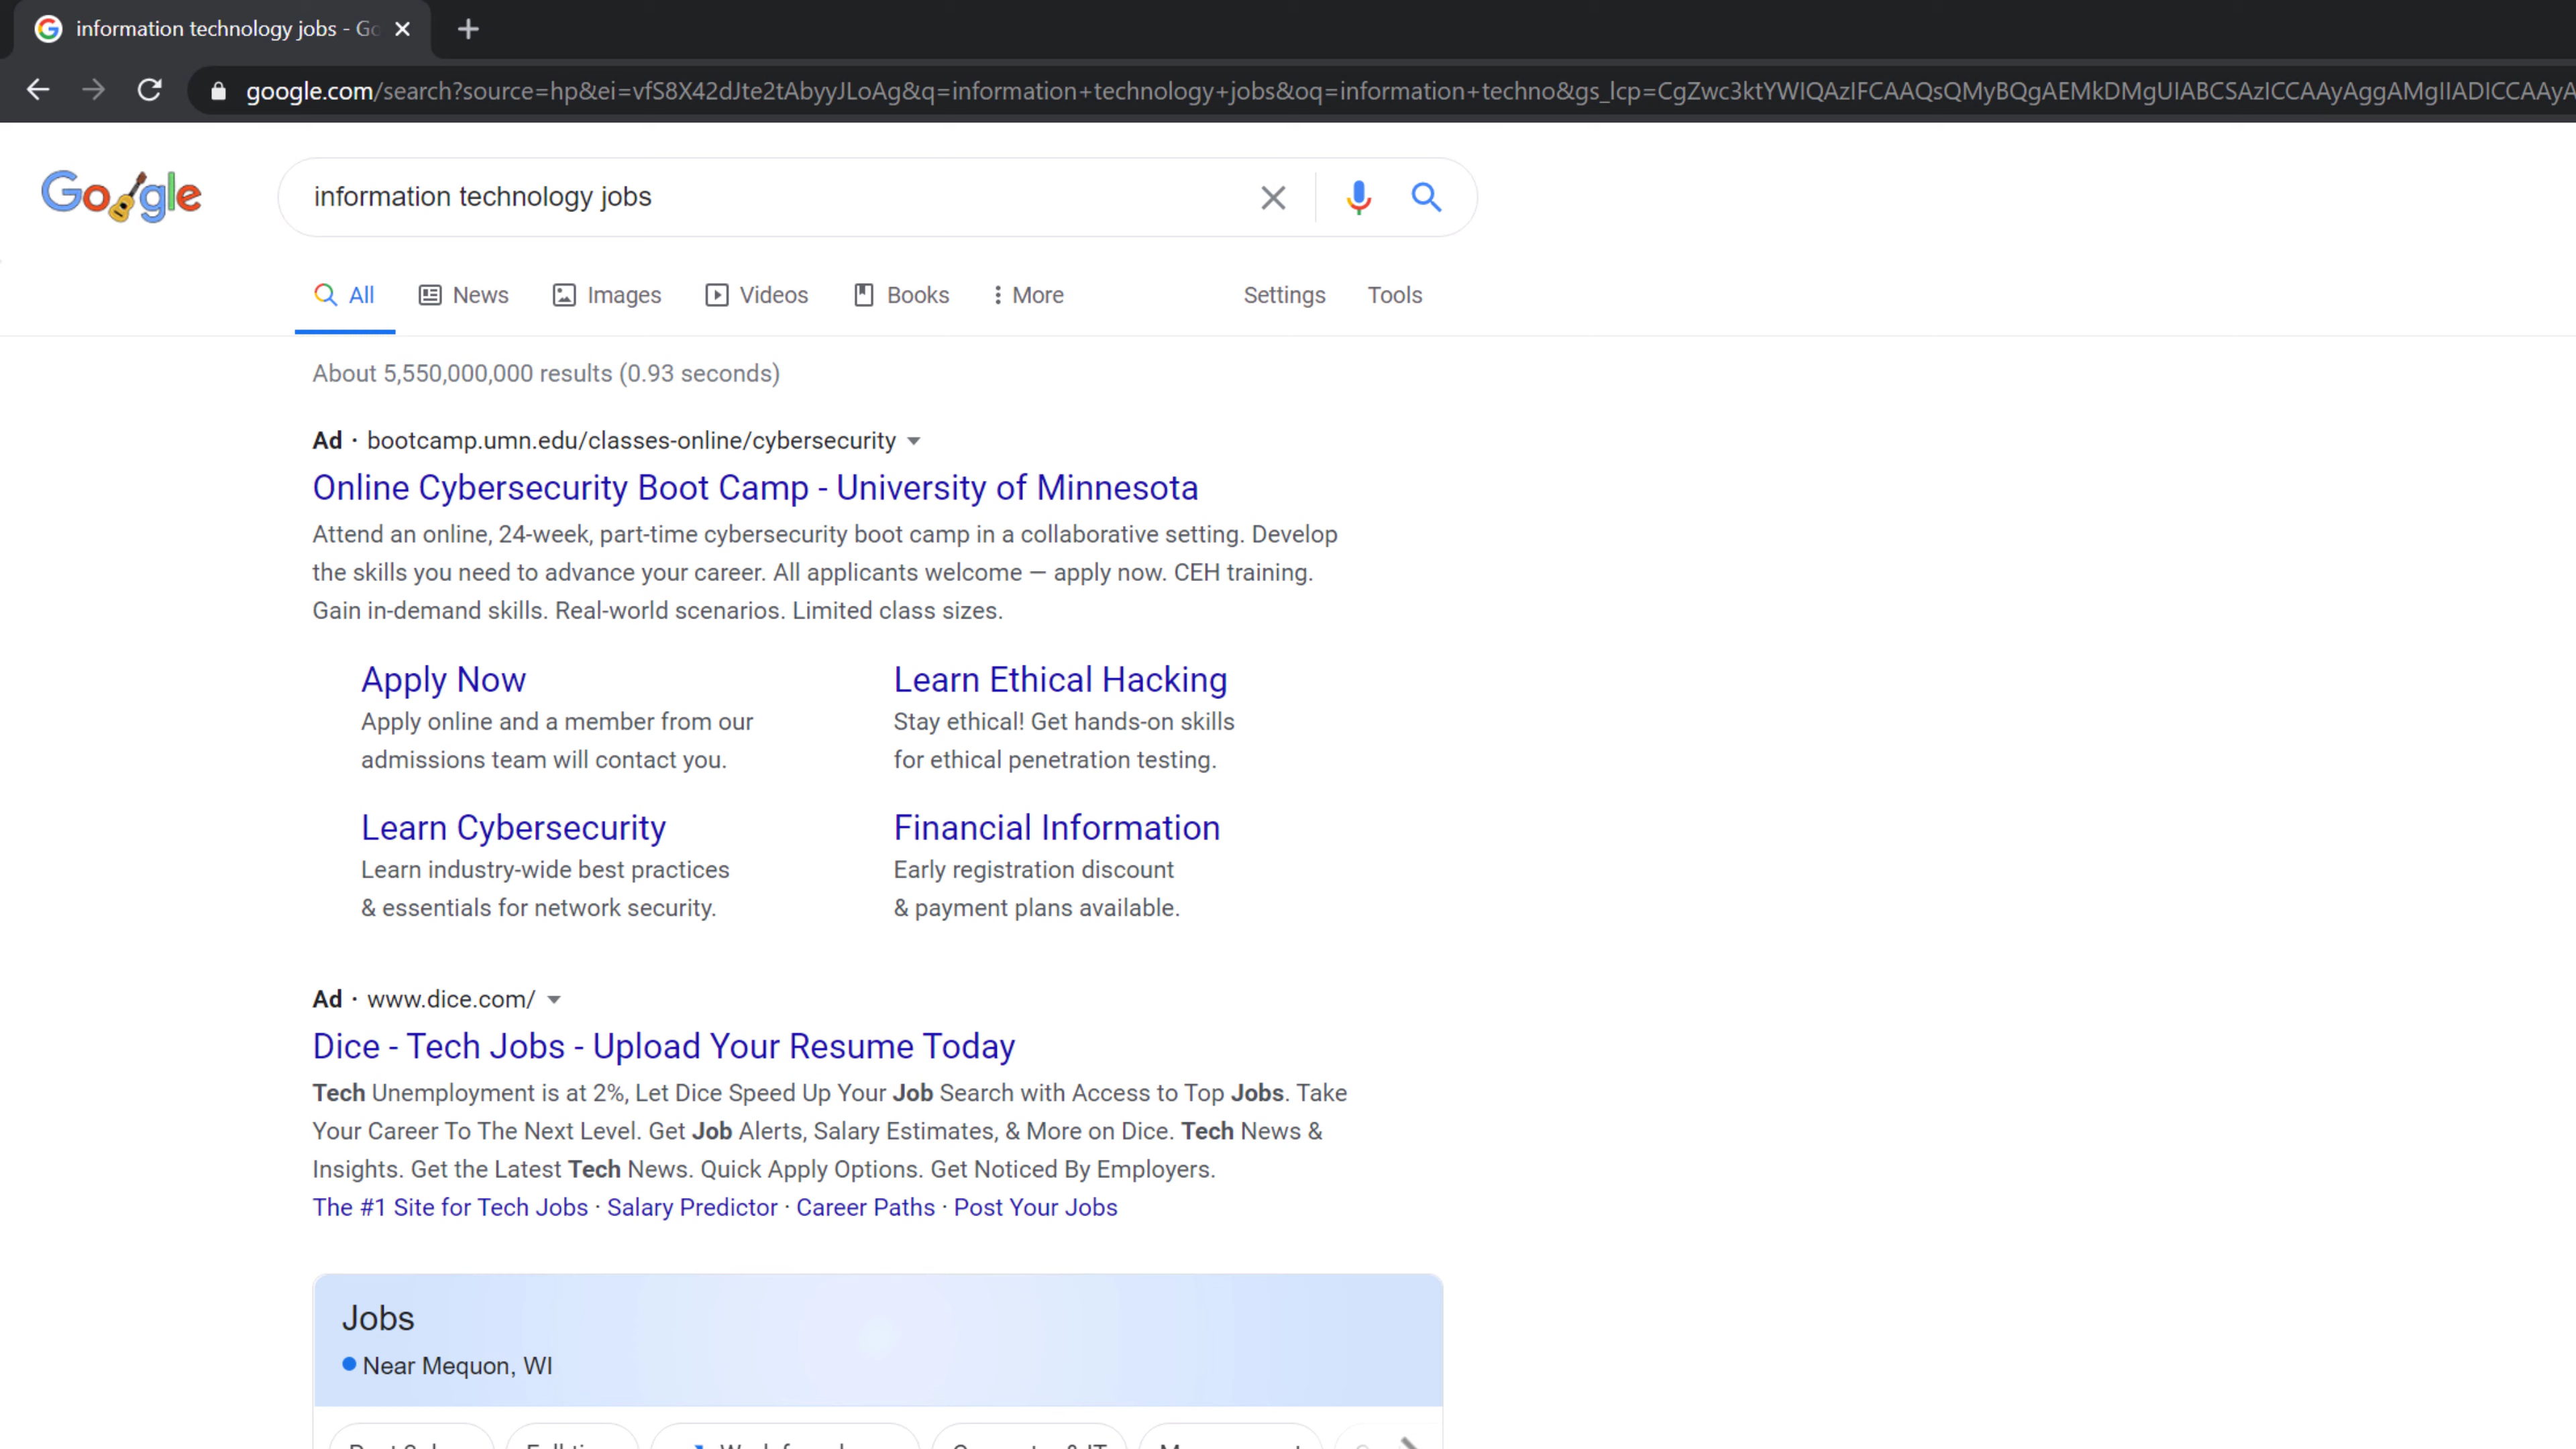 information technology jobs - Go
google.com/search?source=hp&ei=vfS8X42dJte2tAbyyJLoAg&q=information+technology+jobs&oq=information+techno&gs_lcp=CgZwc3ktYWIQAzIFCAAQsQMyBQgAEMkDMgUIABCSAzICCAAyAggAMgIIADICCAAyA
Google
information technology jobs
All News Images Videos Books More Settings Tools
About 5,550,000,000 results (0.93 seconds)
Ad · bootcamp.umn.edu/classes-online/cybersecurity
Online Cybersecurity Boot Camp - University of Minnesota
Attend an online, 24-week, part-time cybersecurity boot camp in a collaborative setting. Develop
the skills you need to advance your career. All applicants welcome — apply now. CEH training.
Gain in-demand skills. Real-world scenarios. Limited class sizes.
Apply Now
Apply online and a member from our
admissions team will contact you.
Learn Ethical Hacking
Stay ethical! Get hands-on skills
for ethical penetration testing.
Learn Cybersecurity
Learn industry-wide best practices
& essentials for network security.
Financial Information
Early registration discount
& payment plans available.
Ad · www.dice.com/
Dice - Tech Jobs - Upload Your Resume Today
Tech Unemployment is at 2%, Let Dice Speed Up Your Job Search with Access to Top Jobs. Take
Your Career To The Next Level. Get Job Alerts, Salary Estimates, & More on Dice. Tech News &
Insights. Get the Latest Tech News. Quick Apply Options. Get Noticed By Employers.
The #1 Site for Tech Jobs · Salary Predictor · Career Paths · Post Your Jobs
Jobs
Near Mequon, WI